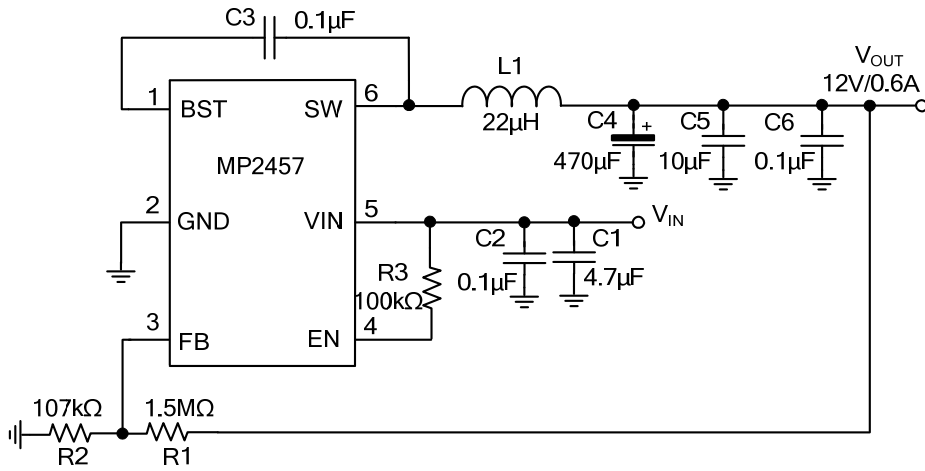 C3
0.1µF
1
BST
SW
6
L1
22µH
V_OUT
12V/0.6A
C4
+
470µF
C5
10µF
C6
0.1µF
MP2457
2
GND
VIN
5
V_IN
C2
0.1µF
C1
4.7µF
R3
100kΩ
3
FB
EN
4
107kΩ
R2
1.5MΩ
R1